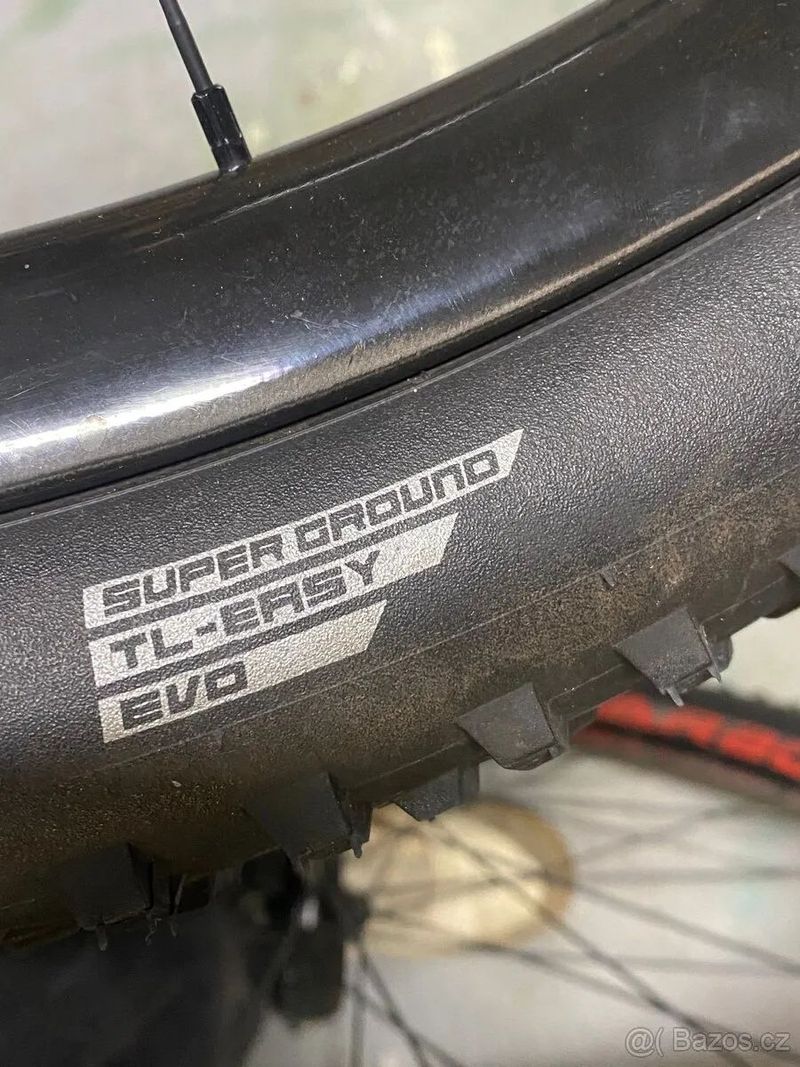 SUPER GROUND
TL-EASY
EVO
@( Bazos.cz